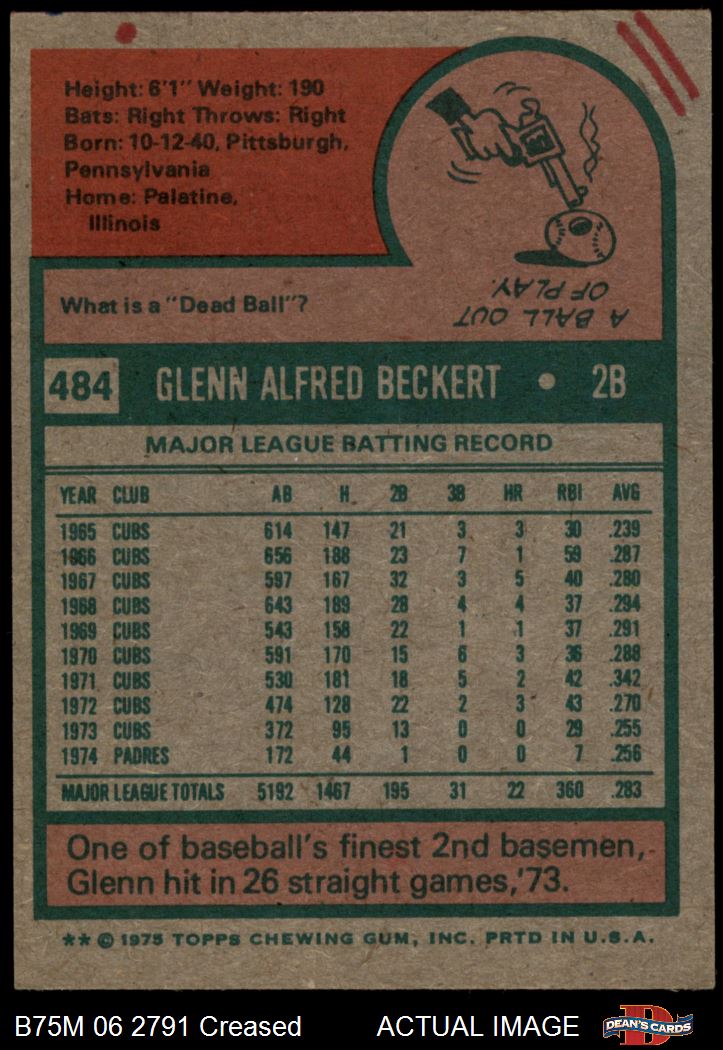 Height: 6'1" Weight: 190
Bats: Right Throws: Right
Born: 10-12-40, Pittsburgh,
Pennsylvania
Home: Palatine,
Illinois
What is a "Dead Ball"?
A BALL OUT
OF PLAY.
484 GLENN ALFRED BECKERT • 2B
MAJOR LEAGUE BATTING RECORD
YEAR CLUB AB H 2B 3B HR RBI AVG
1965 CUBS 614 147 21 3 3 30 .239
1966 CUBS 656 188 23 7 1 59 .287
1967 CUBS 597 167 32 3 5 40 .280
1968 CUBS 643 189 28 4 4 37 .294
1969 CUBS 543 158 22 1 1 37 .291
1970 CUBS 591 170 15 6 3 36 .288
1971 CUBS 530 181 18 5 2 42 .342
1972 CUBS 474 128 22 2 3 43 .270
1973 CUBS 372 95 13 0 0 29 .255
1974 PADRES 172 44 1 0 0 7 .256
MAJOR LEAGUE TOTALS 5192 1467 195 31 22 360 .283
One of baseball's finest 2nd basemen,
Glenn hit in 26 straight games,'73.
** © 1975 TOPPS CHEWING GUM, INC. PRTD IN U.S.A.
B75M 06 2791 Creased ACTUAL IMAGE
DEAN'S CARDS